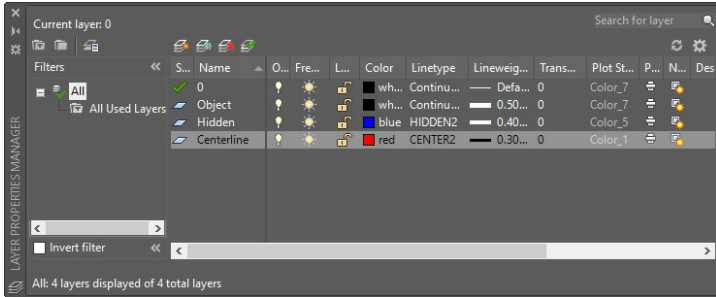 Current layer: 0
Search for layer
Filters
S... Name O... Fre... L... Color Linetype Lineweig... Trans... Plot St... P... N... Des
All
All Used Layers
0 wh... Continu... Defa... 0 Color_7
Object wh... Continu... 0.50... 0 Color_7
Hidden blue HIDDEN2 0.40... 0 Color_5
Centerline red CENTER2 0.30... 0 Color_1
Invert filter
All: 4 layers displayed of 4 total layers
LAYER PROPERTIES MANAGER